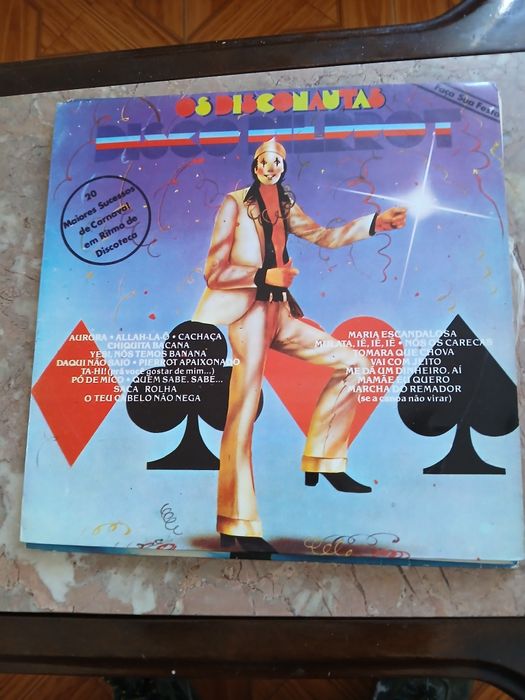 OS DISCONAUTAS
Faça Sua Festa
DISCO PIERROT
20
Maiores Sucessos
de Carnaval
em Ritmo de
Discoteca
AURORA • ALLAH-LÁ-Ô • CACHAÇA
CHIQUITA BACANA
YES! NÓS TEMOS BANANA
DAQUI NÃO SAIO • PIERROT APAIXONADO
TA-HI! (prá você gostar de mim...)
PÓ DE MICO • QUEM SABE, SABE...
SACA ROLHA
O TEU CABELO NÃO NEGA
MARIA ESCANDALOSA
MULATA, IÊ, IÊ, IÊ • NÓS OS CARECAS
TOMARA QUE CHOVA
VAI COM JEITO
ME DÁ UM DINHEIRO, AÍ
MAMÃE EU QUERO
MARCHA DO REMADOR
(se a canoa não virar)